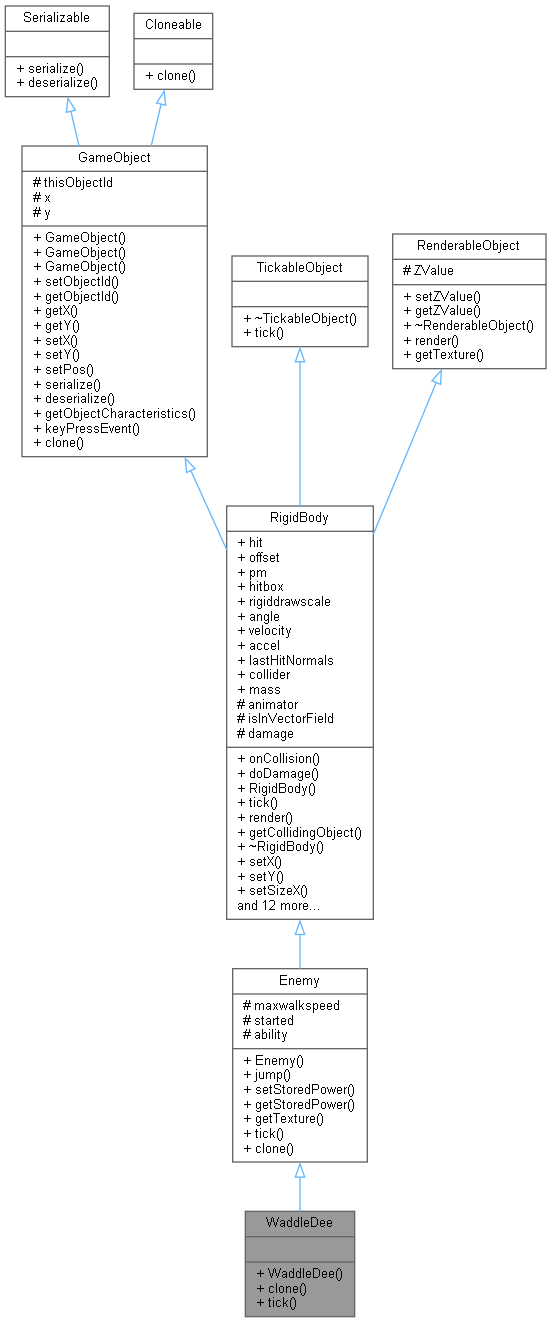 Serializable
+ serialize()
+ deserialize()
Cloneable
+ clone()
GameObject
# thisObjectId
# x
# y
+ GameObject()
+ GameObject()
+ GameObject()
+ setObjectId()
+ getObjectId()
+ getX()
+ getY()
+ setX()
+ setY()
+ setPos()
+ serialize()
+ deserialize()
+ getObjectCharacteristics()
+ keyPressEvent()
+ clone()
TickableObject
+ ~TickableObject()
+ tick()
RenderableObject
# ZValue
+ setZValue()
+ getZValue()
+ ~RenderableObject()
+ render()
+ getTexture()
RigidBody
+ hit
+ offset
+ pm
+ hitbox
+ rigiddrawscale
+ angle
+ velocity
+ accel
+ lastHitNormals
+ collider
+ mass
# animator
# isInVectorField
# damage
+ onCollision()
+ doDamage()
+ RigidBody()
+ tick()
+ render()
+ getCollidingObject()
+ ~RigidBody()
+ setX()
+ setY()
+ setSizeX()
and 12 more...
Enemy
# maxwalkspeed
# started
# ability
+ Enemy()
+ jump()
+ setStoredPower()
+ getStoredPower()
+ getTexture()
+ tick()
+ clone()
WaddleDee
+ WaddleDee()
+ clone()
+ tick()